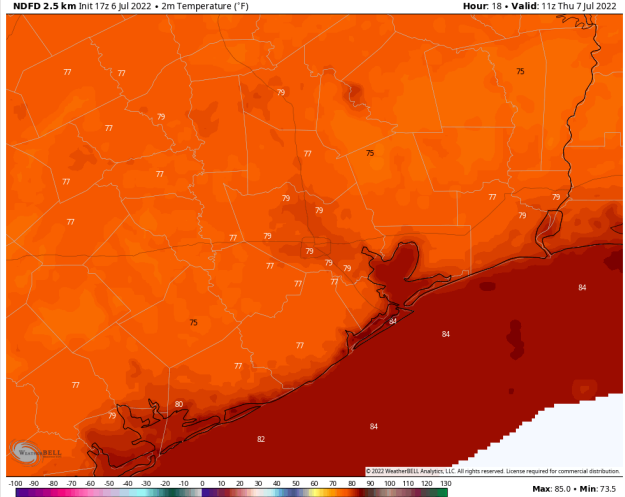 NDFD 2.5 km Init 17z 6 Jul 2022 • 2m Temperature (°F)
Hour: 18 • Valid: 11z Thu 7 Jul 2022
77 77 75
79
79
77
77 75
77
77 79 77 79
79 79
77
77 79
79
77 79 79
77 77 84
75 84
84
77
77
77
80
79
84
82
WEATHERBELL
© 2022 WeatherBELL Analytics, LLC. All rights reserved. License required for commercial distribution.
-100 -90 -80 -70 -60 -50 -40 -30 -20 -10 0 10 20 30 40 50 60 70 80 90 100 110 120 130
Max: 85.0 • Min: 73.5